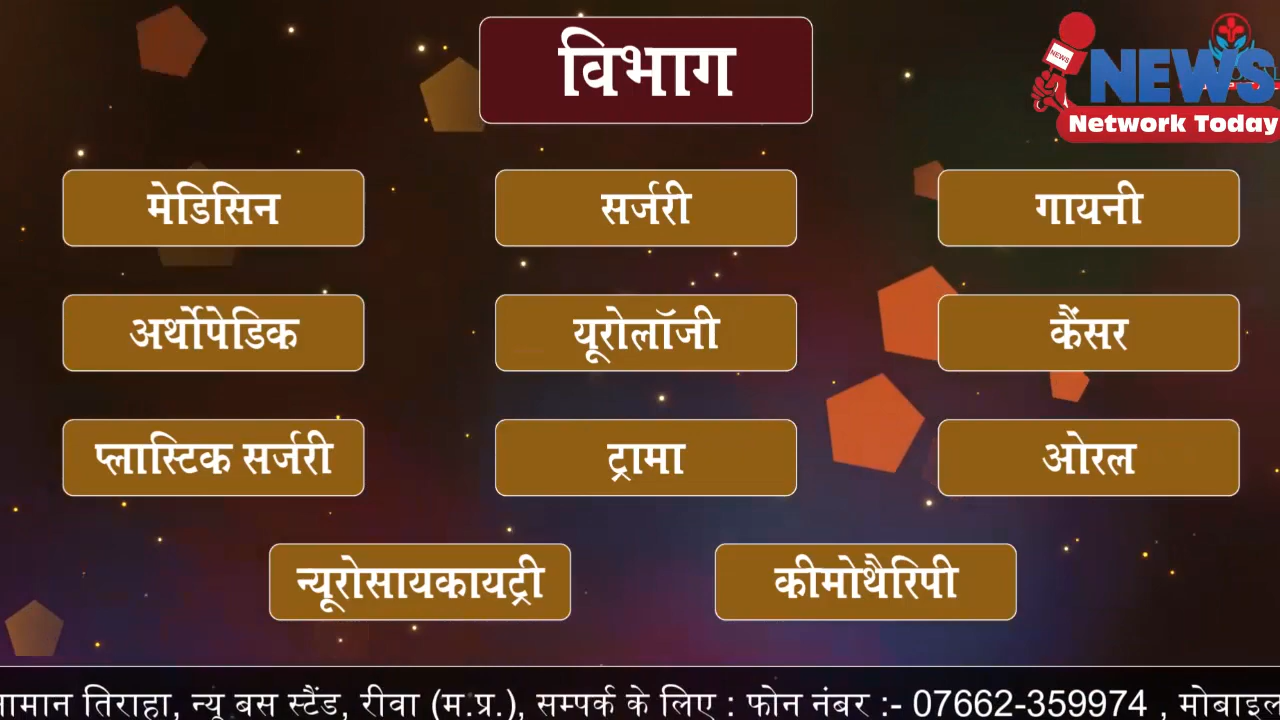 विभाग
NEWS
NEWS
Network Today
मेडिसिन
सर्जरी
गायनी
अर्थोपेडिक
यूरोलॉजी
कैंसर
प्लास्टिक सर्जरी
ट्रामा
ओरल
न्यूरोसायकायट्री
कीमोथैरिपी
तिराहा, न्यू बस स्टैंड, रीवा (म.प्र.), सम्पर्क के लिए : फोन नंबर :- 07662-359974 , मोबाइल